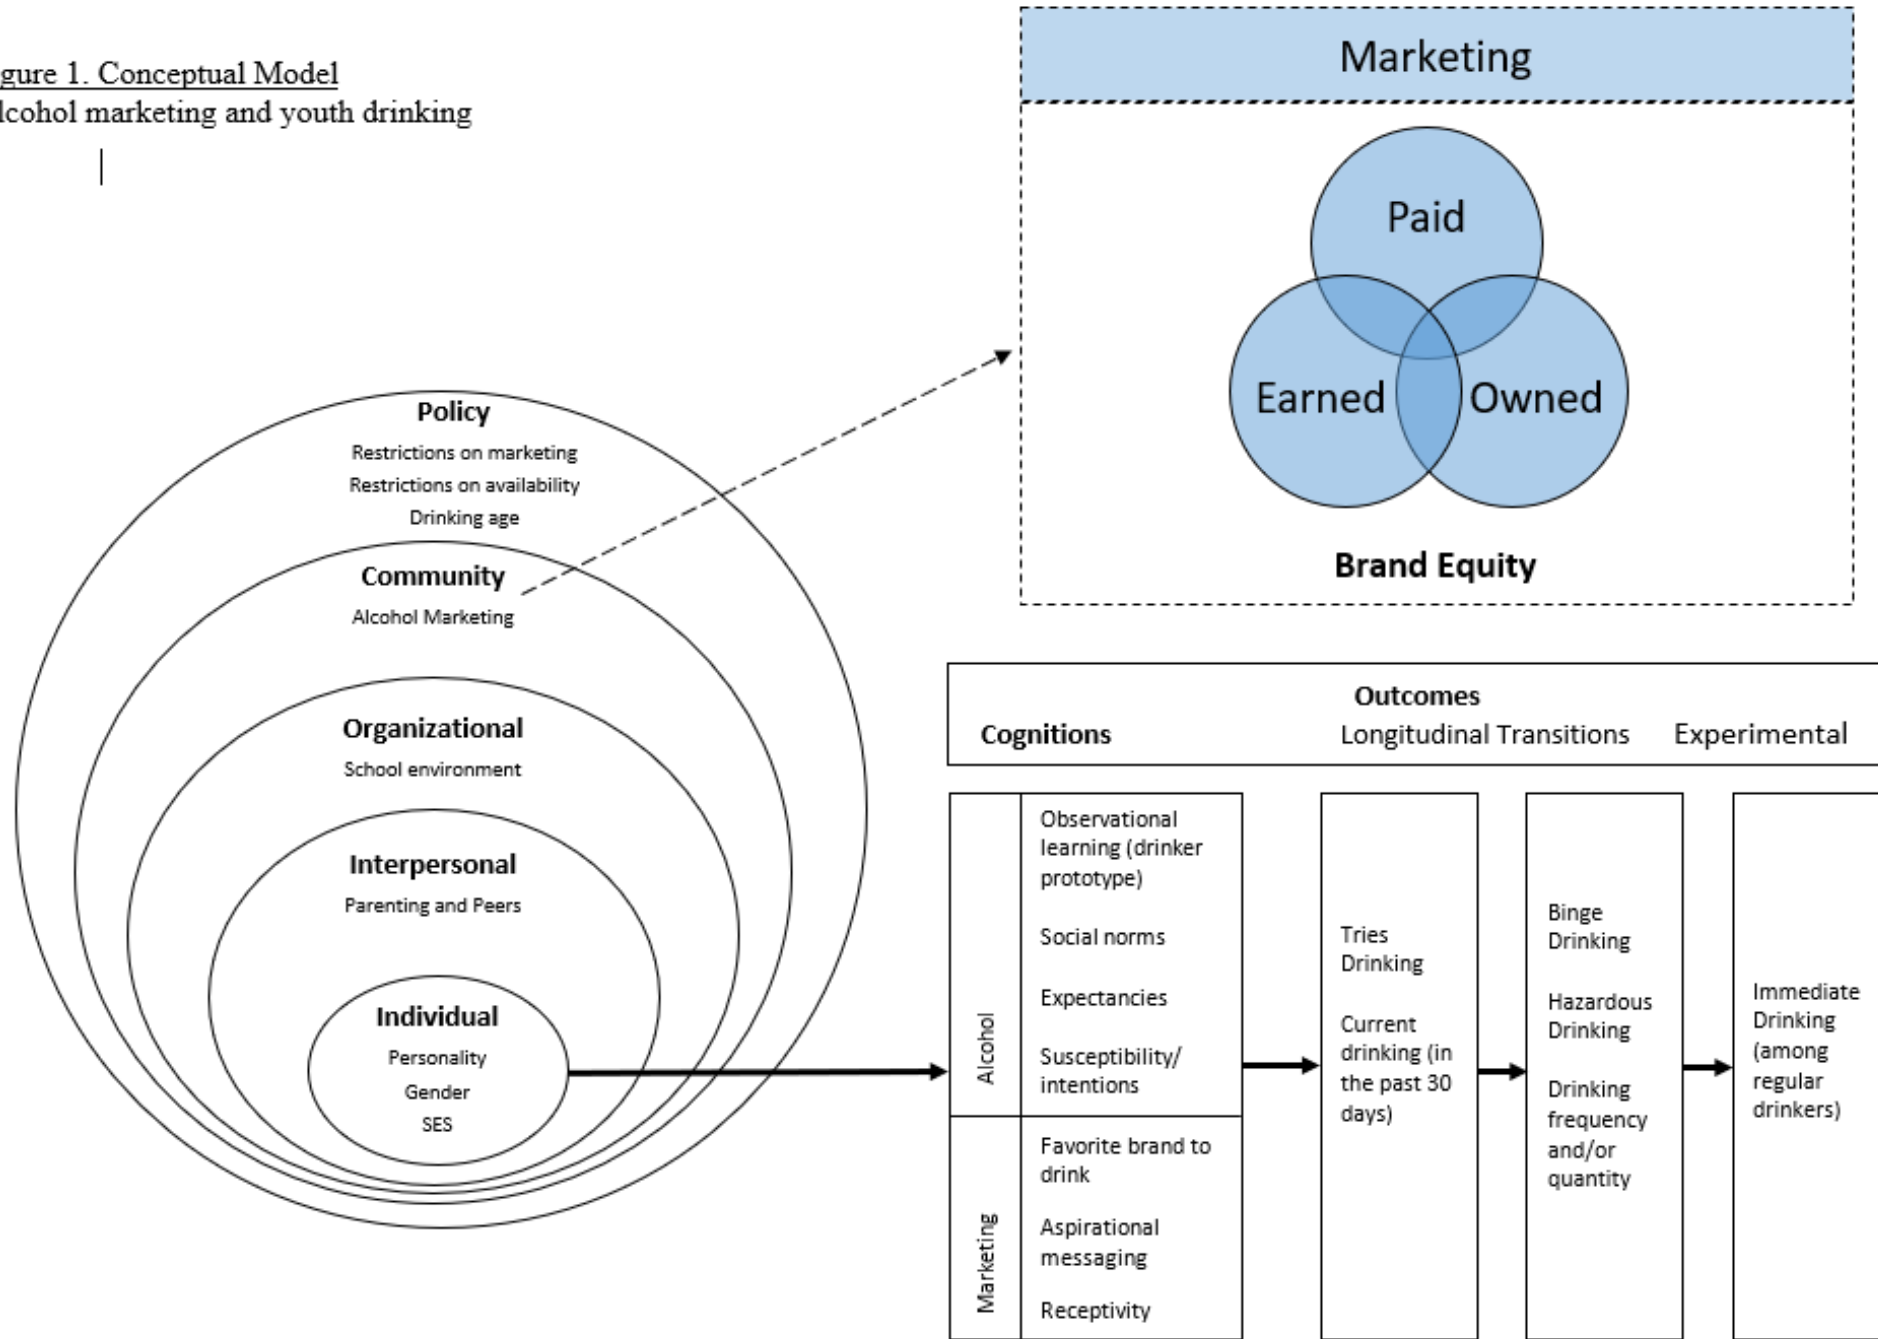 gure 1. Conceptual Model
lcohol marketing and youth drinking
Marketing
Paid
Earned
Owned
Brand Equity
Policy
Restrictions on marketing
Restrictions on availability
Drinking age
Community
Alcohol Marketing
Organizational
School environment
Interpersonal
Parenting and Peers
Individual
Personality
Gender
SES
Outcomes
Cognitions
Longitudinal Transitions
Experimental
Alcohol
Observational
learning (drinker
prototype)
Social norms
Expectancies
Susceptibility/
intentions
Marketing
Favorite brand to
drink
Aspirational
messaging
Receptivity
Tries
Drinking
Current
drinking (in
the past 30
days)
Binge
Drinking
Hazardous
Drinking
Drinking
frequency
and/or
quantity
Immediate
Drinking
(among
regular
drinkers)